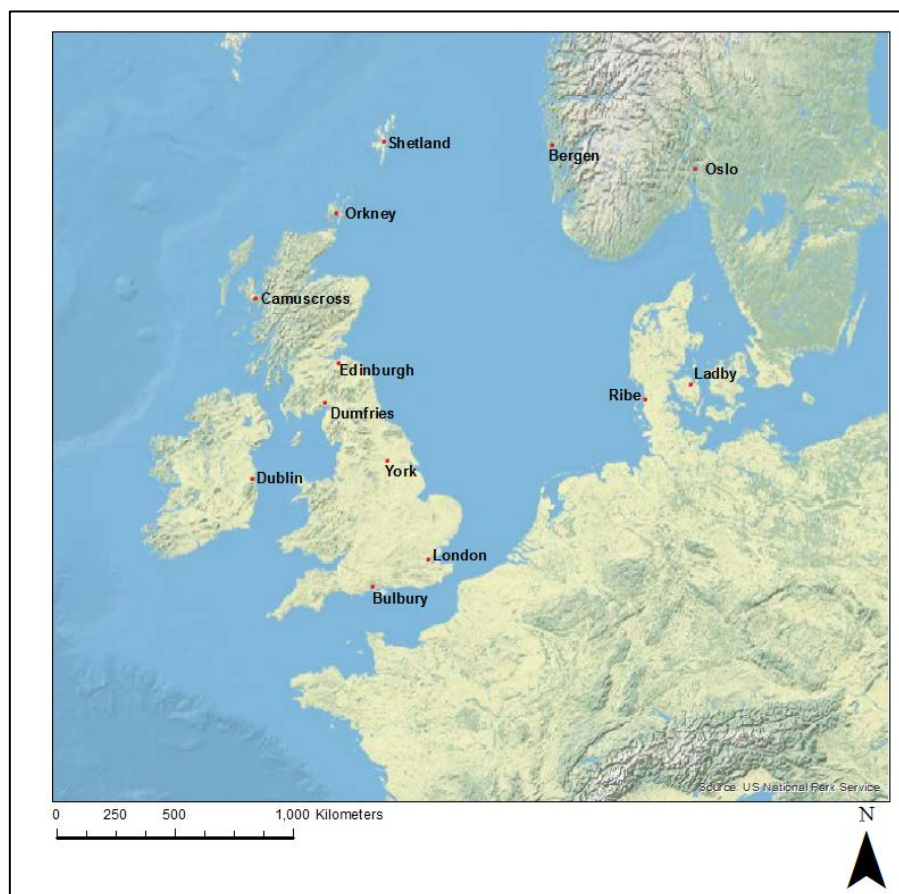 Shetland
Bergen
Oslo
Orkney
Camuscross
Edinburgh
Ladby
Ribe
Dumfries
York
Dublin
London
Bulbury
Source: US National Park Service
0 250 500 1,000 Kilometers
N